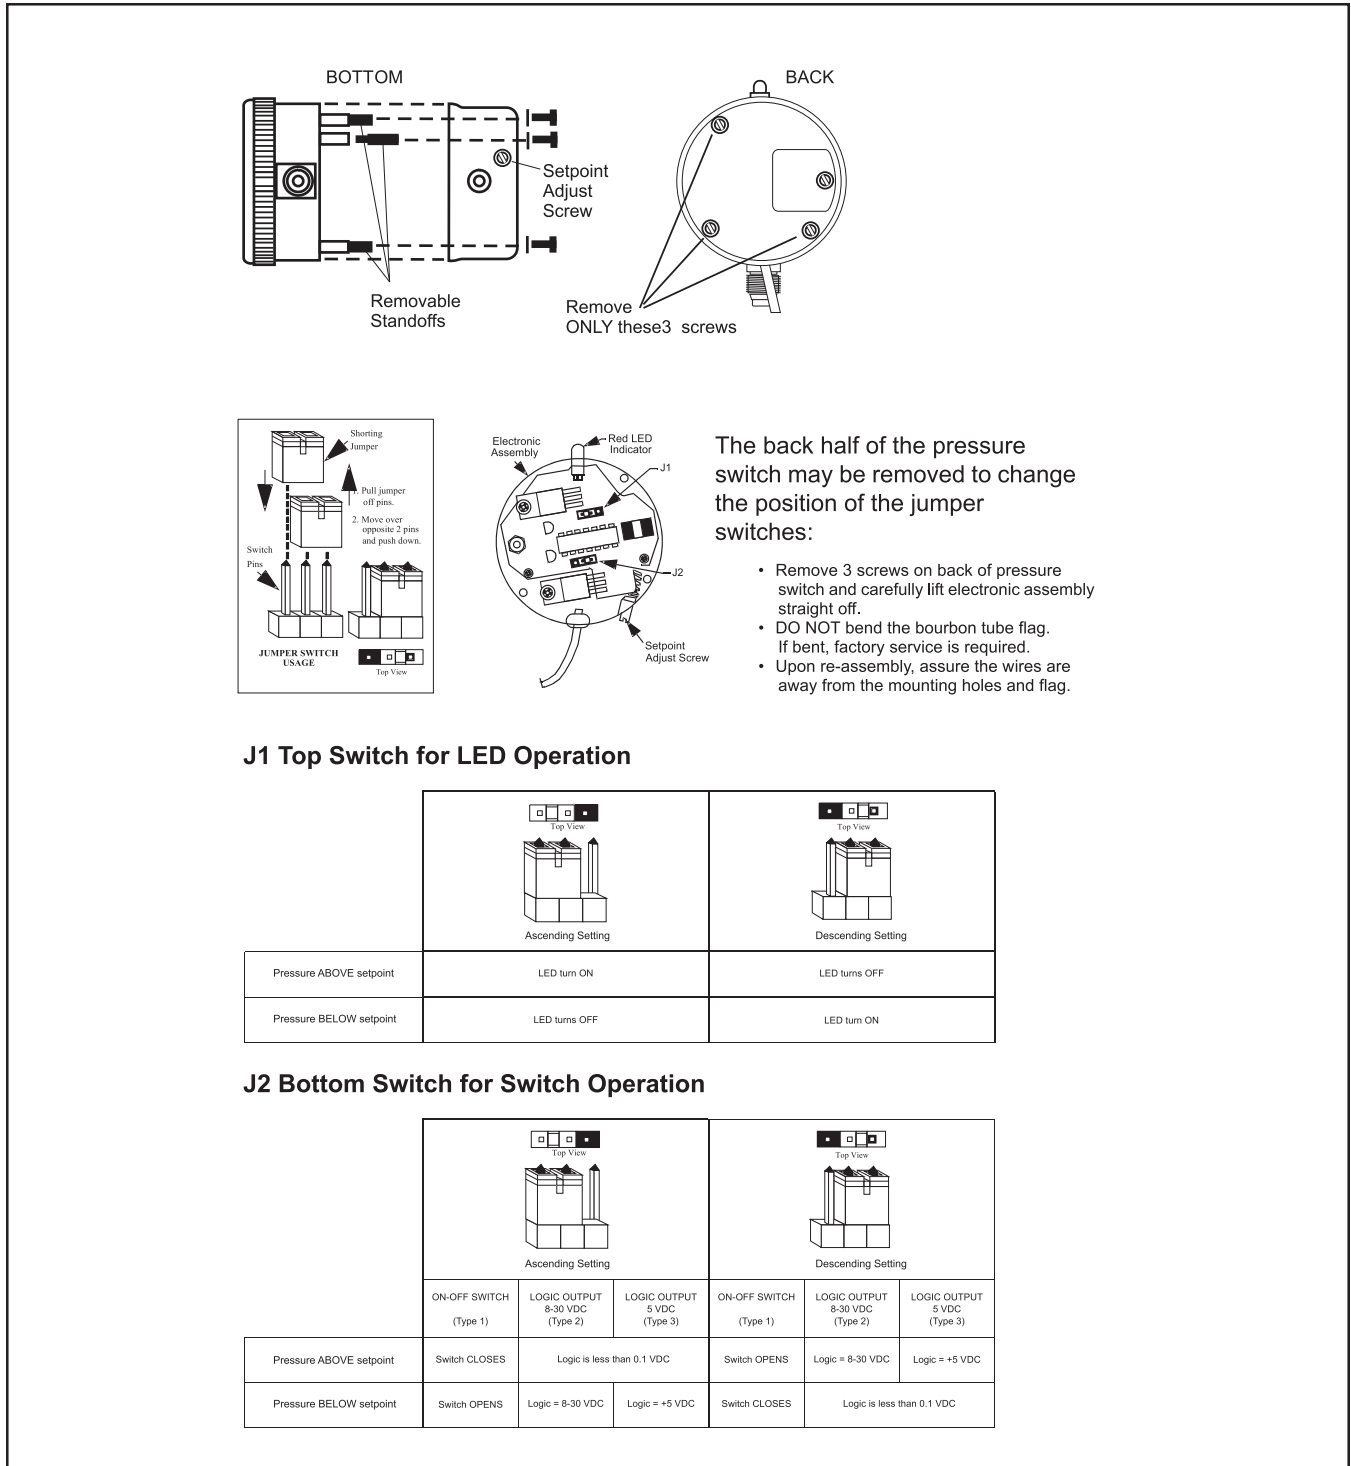 BOTTOM
BACK
Setpoint
Adjust
Screw
Removable
Standoffs
Remove
ONLY these3 screws
Shorting
Jumper
1. Pull jumper
off pins.
2. Move over
opposite 2 pins
and push down.
Switch
Pins
JUMPER SWITCH
USAGE
Top View
Electronic
Assembly
Red LED
Indicator
J1
J2
Setpoint
Adjust Screw
The back half of the pressure
switch may be removed to change
the position of the jumper
switches:
• Remove 3 screws on back of pressure
switch and carefully lift electronic assembly
straight off.
• DO NOT bend the bourbon tube flag.
If bent, factory service is required.
• Upon re-assembly, assure the wires are
away from the mounting holes and flag.
J1 Top Switch for LED Operation
Top View
Ascending Setting
Top View
Descending Setting
Pressure ABOVE setpoint
LED turn ON
LED turns OFF
Pressure BELOW setpoint
LED turns OFF
LED turn ON
J2 Bottom Switch for Switch Operation
Top View
Ascending Setting
Top View
Descending Setting
ON-OFF SWITCH
(Type 1)
LOGIC OUTPUT
8-30 VDC
(Type 2)
LOGIC OUTPUT
5 VDC
(Type 3)
ON-OFF SWITCH
(Type 1)
LOGIC OUTPUT
8-30 VDC
(Type 2)
LOGIC OUTPUT
5 VDC
(Type 3)
Pressure ABOVE setpoint
Switch CLOSES
Logic is less than 0.1 VDC
Switch OPENS
Logic = 8-30 VDC
Logic = +5 VDC
Pressure BELOW setpoint
Switch OPENS
Logic = 8-30 VDC
Logic = +5 VDC
Switch CLOSES
Logic is less than 0.1 VDC